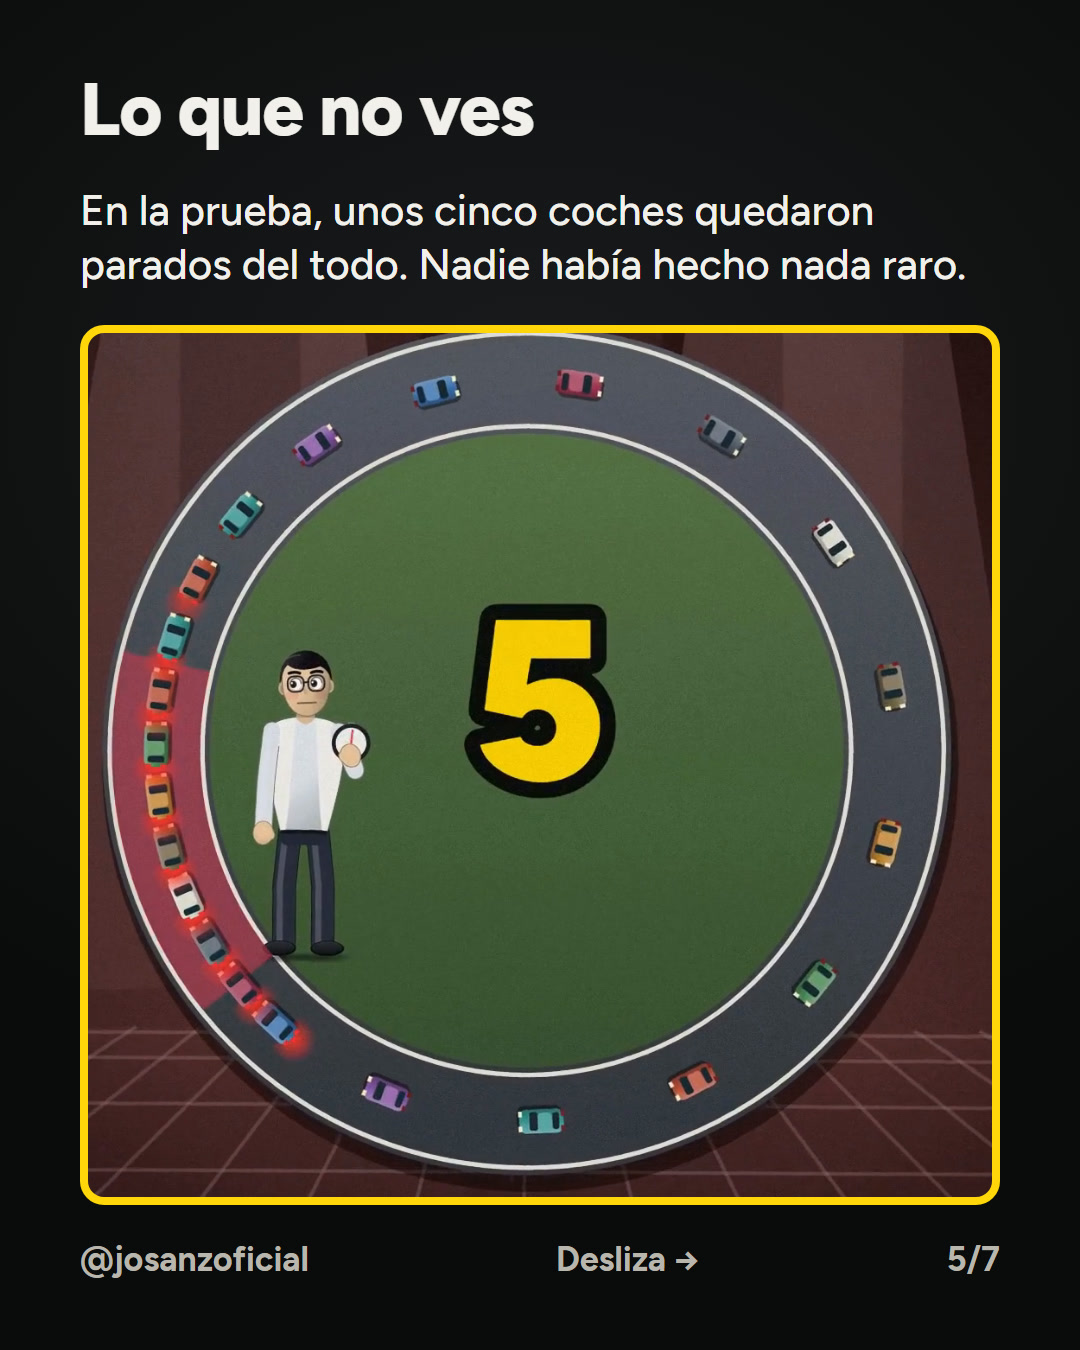 Lo que no ves
En la prueba, unos cinco coches quedaron
parados del todo. Nadie había hecho nada raro.
5
@josanzoficial
Desliza →
5/7